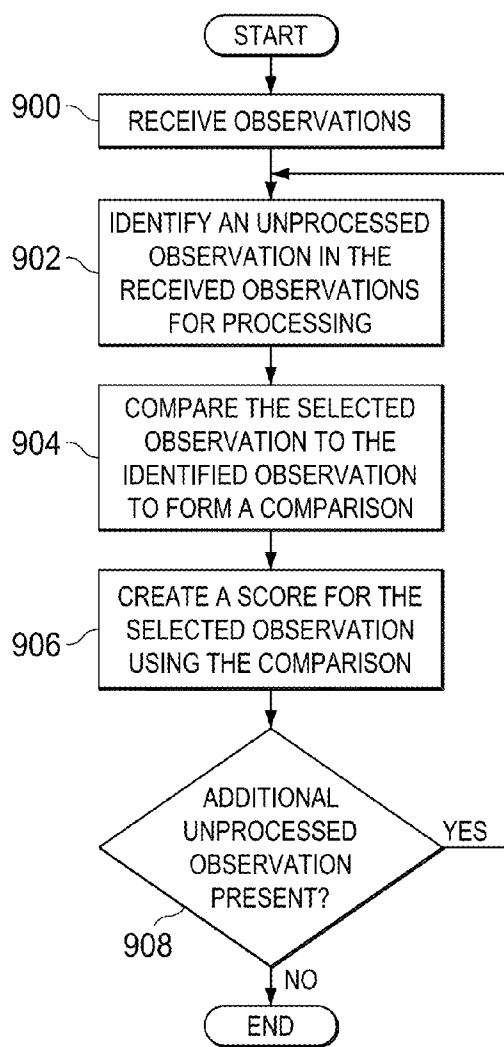 START
900
RECEIVE OBSERVATIONS
902
IDENTIFY AN UNPROCESSED
OBSERVATION IN THE
RECEIVED OBSERVATIONS
FOR PROCESSING
904
COMPARE THE SELECTED
OBSERVATION TO THE
IDENTIFIED OBSERVATION
TO FORM A COMPARISON
906
CREATE A SCORE FOR THE
SELECTED OBSERVATION
USING THE COMPARISON
ADDITIONAL
UNPROCESSED
OBSERVATION
PRESENT?
YES
908
NO
END